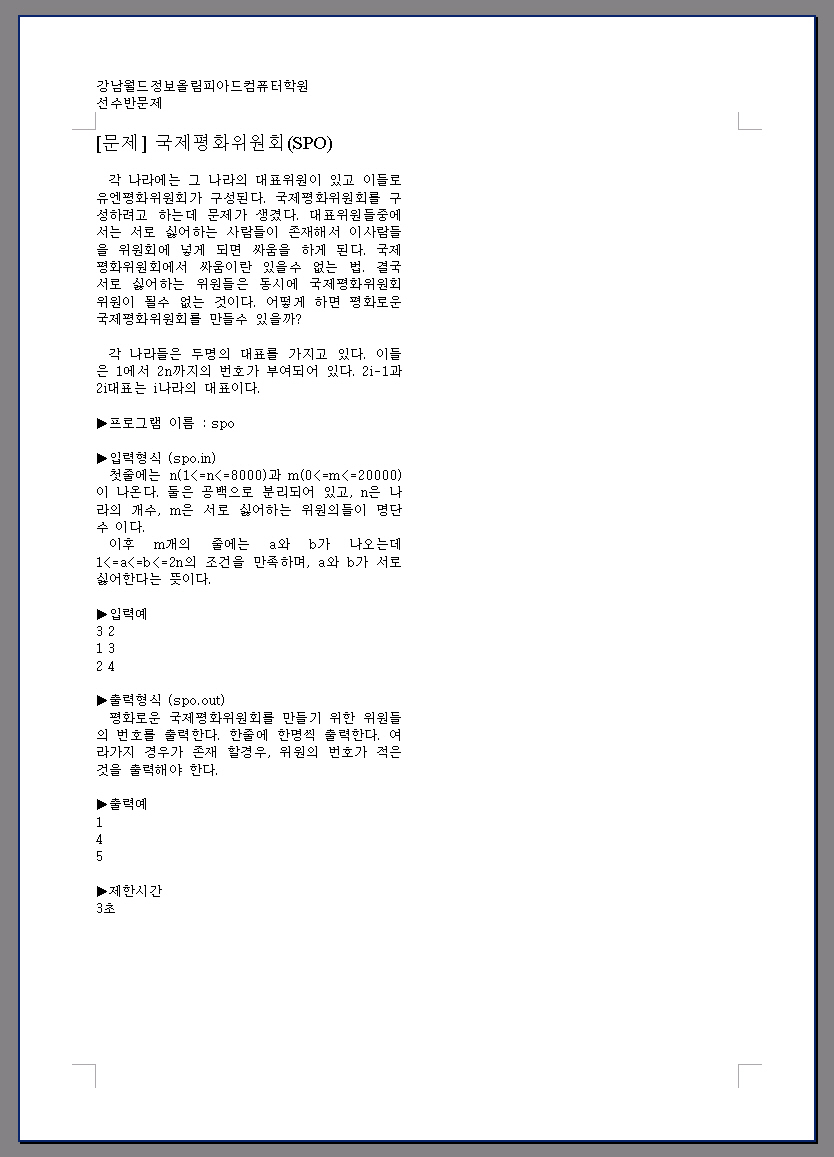 강남월드정보올림피아드컴퓨터학원
선수반문제
[문제] 국제평화위원회(SPO)
각 나라에는 그 나라의 대표위원이 있고 이들로
유엔평화위원회가 구성된다. 국제평화위원회를 구
성하려고 하는데 문제가 생겼다. 대표위원들중에
서는 서로 싫어하는 사람들이 존재해서 이사람들
을 위원회에 넣게 되면 싸움을 하게 된다. 국제
평화위원회에서 싸움이란 있을수 없는 법. 결국
서로 싫어하는 위원들은 동시에 국제평화위원회
위원이 될수 없는 것이다. 어떻게 하면 평화로운
국제평화위원회를 만들수 있을까?
각 나라들은 두명의 대표를 가지고 있다. 이들
은 1에서 2n까지의 번호가 부여되어 있다. 2i-1과
2i대표는 i나라의 대표이다.
▶프로그램 이름 : spo
▶입력형식 (spo.in)
첫줄에는 n(1<=n<=8000)과 m(0<=m<=20000)
이 나온다. 둘은 공백으로 분리되어 있고, n은 나
라의 개수, m은 서로 싫어하는 위원의들이 명단
수 이다.
이후 m개의 줄에는 a와 b가 나오는데
1<=a<=b<=2n의 조건을 만족하며, a와 b가 서로
싫어한다는 뜻이다.
▶입력예
3 2
1 3
2 4
▶출력형식 (spo.out)
평화로운 국제평화위원회를 만들기 위한 위원들
의 번호를 출력한다. 한줄에 한명씩 출력한다. 여
러가지 경우가 존재 할경우, 위원의 번호가 적은
것을 출력해야 한다.
▶출력예
1
4
5
▶제한시간
3초